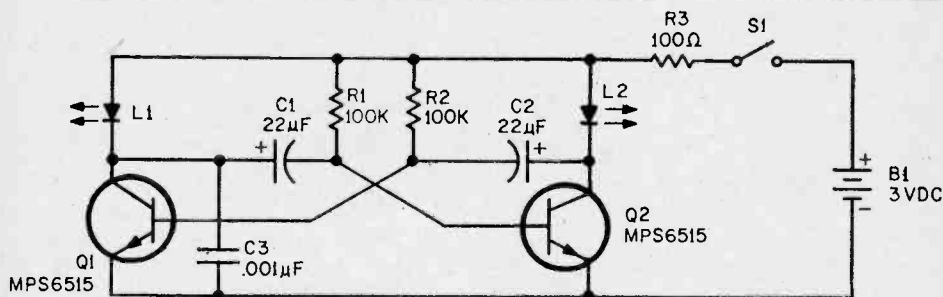 R3
100Ω
S1
L1
C1
22µF
+
R1
100K
R2
100K
C2
22µF
+
L2
+
B1
3VDC
-
Q1
MPS6515
C3
.001µF
Q2
MPS6515